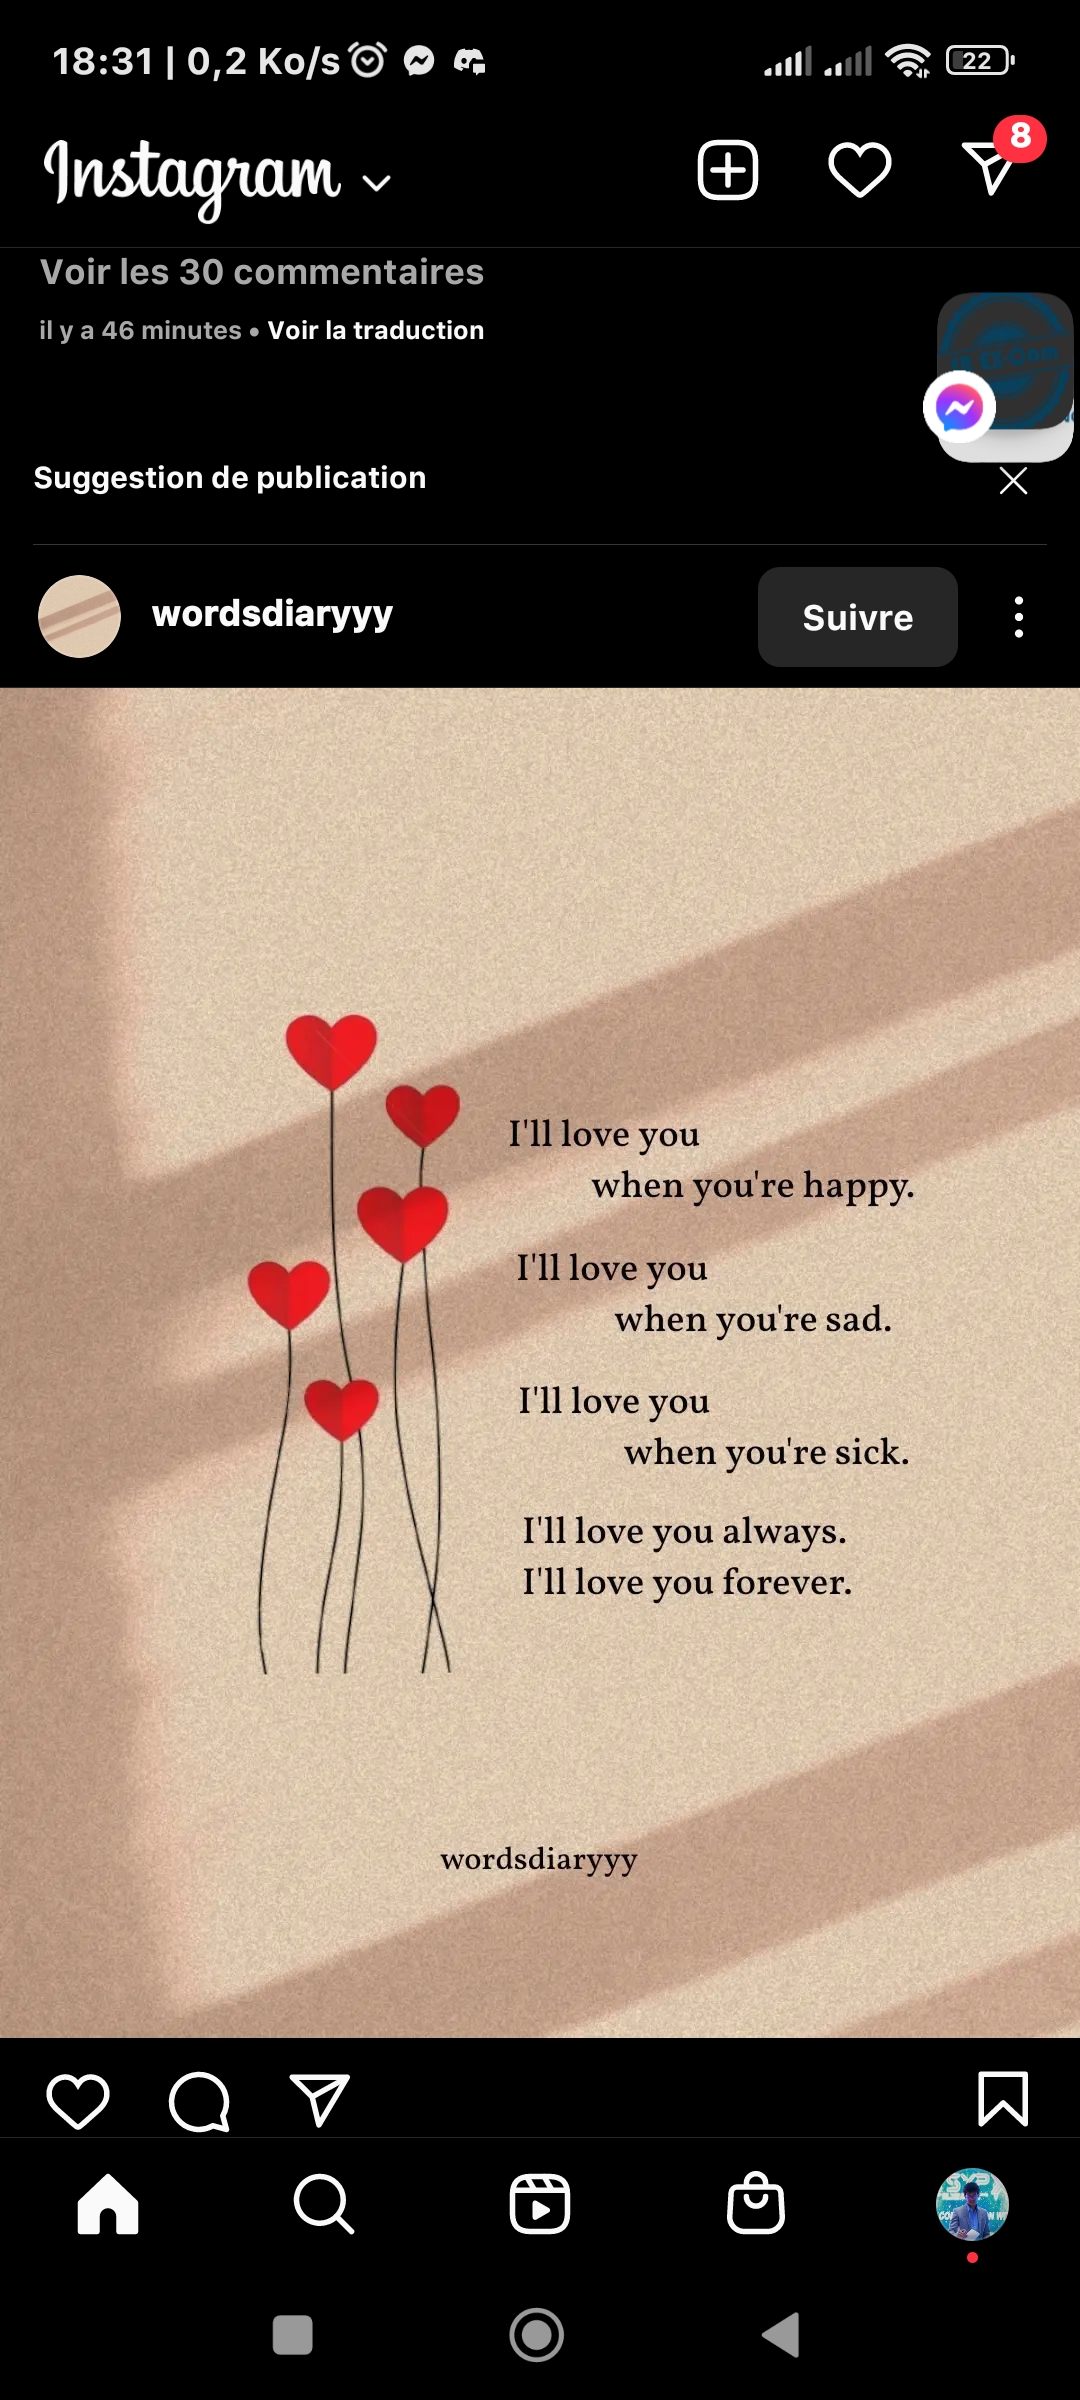 18:31 | 0,2 Ko/s
22
Instagram
8
Voir les 30 commentaires
il y a 46 minutes • Voir la traduction
Suggestion de publication
wordsdiaryyy
Suivre
I'll love you
when you're happy.
I'll love you
when you're sad.
I'll love you
when you're sick.
I'll love you always.
I'll love you forever.
wordsdiaryyy